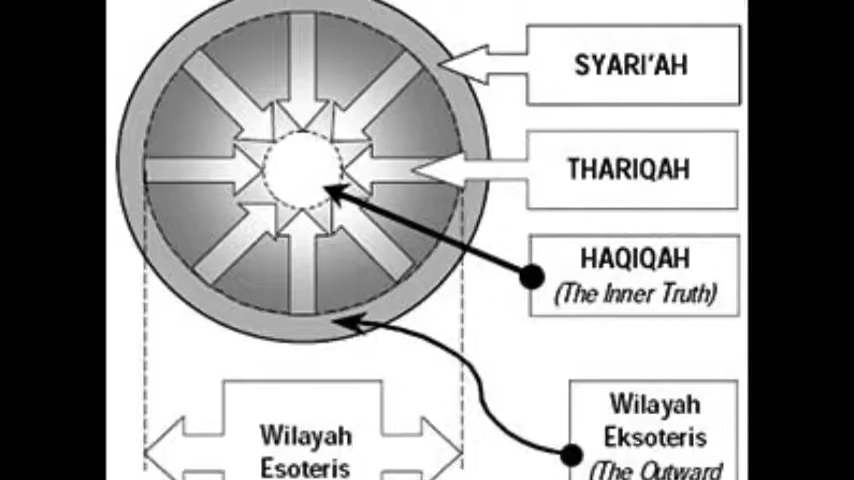 SYARI'AH
THARIQAH
HAQIQAH
(The Inner Truth)
Wilayah
Eksoteris
(The Outward
Wilayah
Esoteris